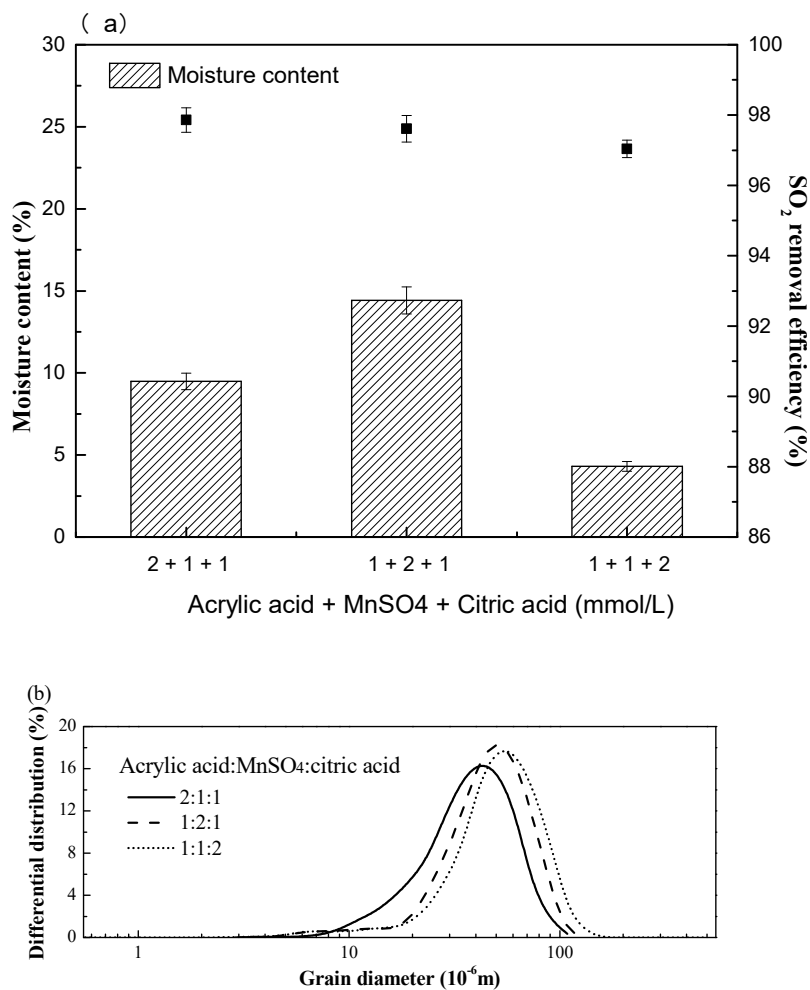 ( a)
30
25
20
15
10
5
0
100
98
96
94
92
90
88
86
Moisture content
Moisture content (%)
SO2 removal efficiency (%)
2 + 1 + 1
1 + 2 + 1
1 + 1 + 2
Acrylic acid + MnSO4 + Citric acid (mmol/L)
(b)
20
16
12
8
4
0
Differential distribution (%)
Acrylic acid:MnSO4:citric acid
2:1:1
1:2:1
1:1:2
1
10
100
Grain diameter (10-6m)